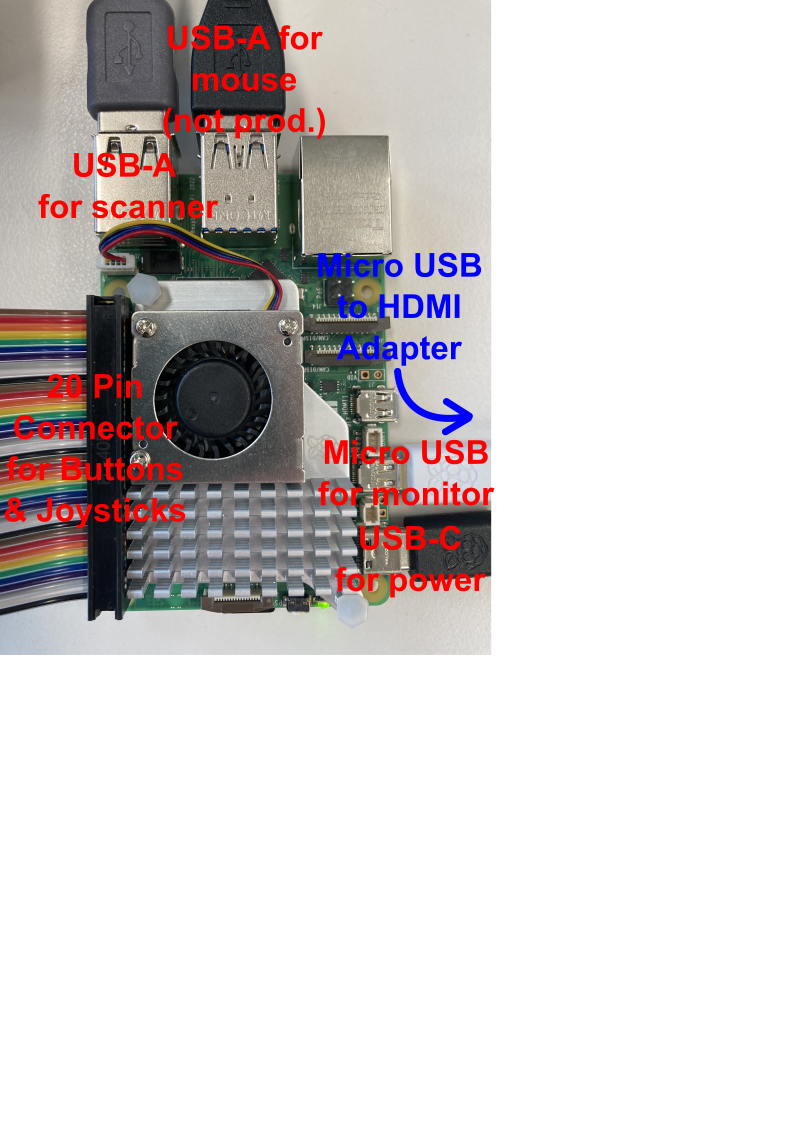 USB-A for
mouse
(not prod.)
USB-A
for scanner
Micro USB
to HDMI
Adapter
20 Pin
Connector
for Buttons
& Joysticks
Micro USB
for monitor
USB-C
for power